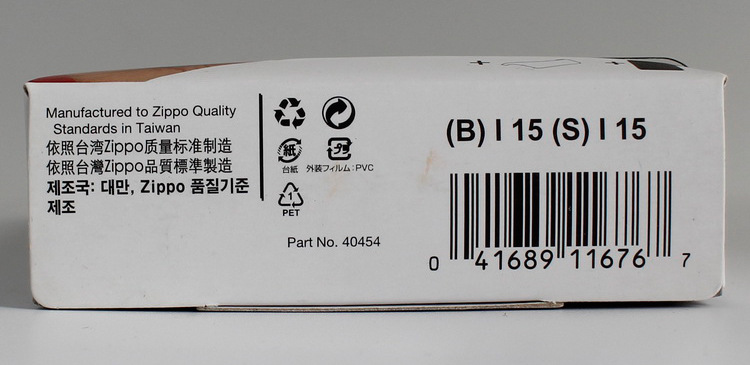 Manufactured to Zippo Quality
Standards in Taiwan
依照台湾Zippo质量标准制造
依照台灣Zippo品質標準製造
제조국: 대만, Zippo 품질기준
제조
紙
台紙
プラ
外装フィルム:PVC
1
PET
Part No. 40454
(B) I 15 (S) I 15
0 41689 11676 7